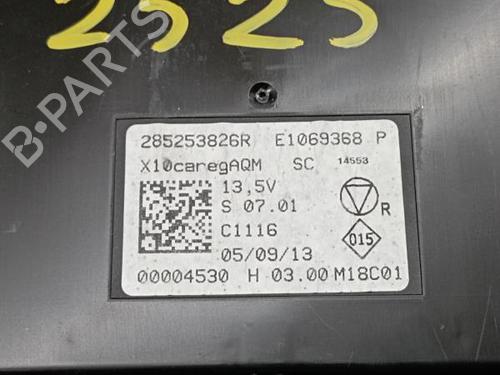 2525
285253826R E1069368 P
X10caregAQM SC 14553
13,5V
S 07.01
R
C1116
015
05/09/13
00004530 H 03.00 M18C01
B-PARTS